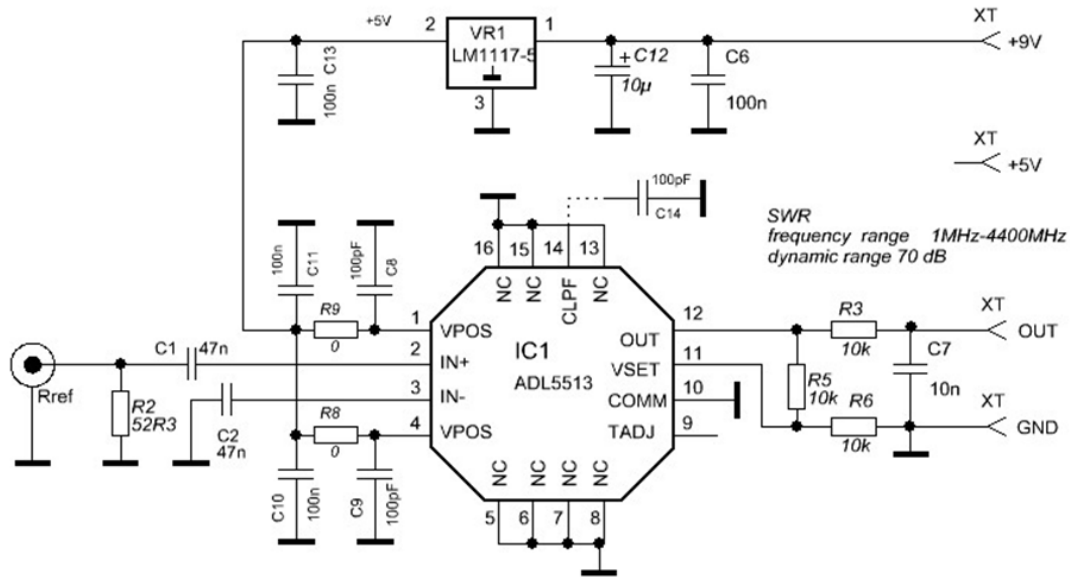 +5V
2
VR1
LM1117-5
1
3
C13
100n
+ C12
10µ
C6
100n
XT
+9V
XT
+5V
100pF
C14
SWR
frequency range 1MHz-4400MHz
dynamic range 70 dB
100n
C11
100pF
C8
16
15
14
13
NC
NC
CLPF
NC
R9
0
1
VPOS
C1
47n
2
IN+
3
IN-
C2
47n
R8
0
4
VPOS
Rref
R2
52R3
C10
100n
C9
100pF
IC1
ADL5513
OUT
12
VSET
11
COMM
10
TADJ
9
NC
NC
NC
NC
5
6
7
8
R3
10k
R5
10k
R6
10k
C7
10n
XT
OUT
XT
GND